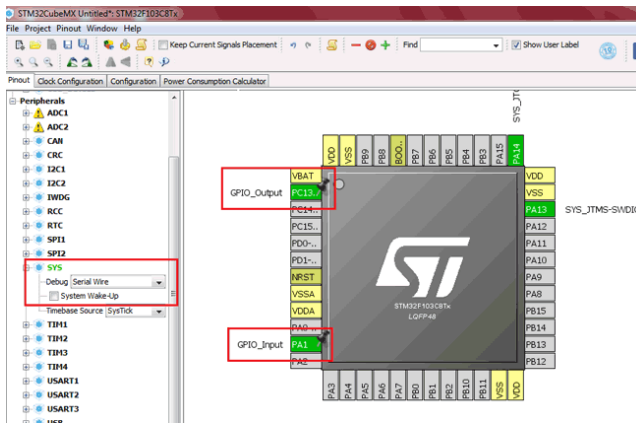 STM32CubeMX Untitled*: STM32F103C8Tx
File Project Pinout Window Help
Keep Current Signals Placement
Find
Show User Label
Pinout Clock Configuration Configuration Power Consumption Calculator
Peripherals
ADC1
ADC2
CAN
CRC
I2C1
I2C2
IWDG
RCC
RTC
SPI1
SPI2
SYS
Debug Serial Wire
System Wake-Up
Timebase Source SysTick
TIM1
TIM2
TIM3
TIM4
USART1
USART2
USART3
USB
SYS_JTC
VDD
VSS
PB9
PB8
BOO..
PB7
PB6
PB5
PB4
PB3
PA15
PA14
VBAT
GPIO_Output PC13..
PC14..
PC15..
PD0-..
PD1-..
NRST
VSSA
VDDA
PA0-..
GPIO_Input PA1
PA2
STM32F103C8Tx
LQFP48
VDD
VSS
PA13 SYS_JTMS-SWDIO
PA12
PA11
PA10
PA9
PA8
PB15
PB14
PB13
PB12
PA3
PA4
PA5
PA6
PA7
PB0
PB1
PB2
PB10
PB11
VSS
VDD